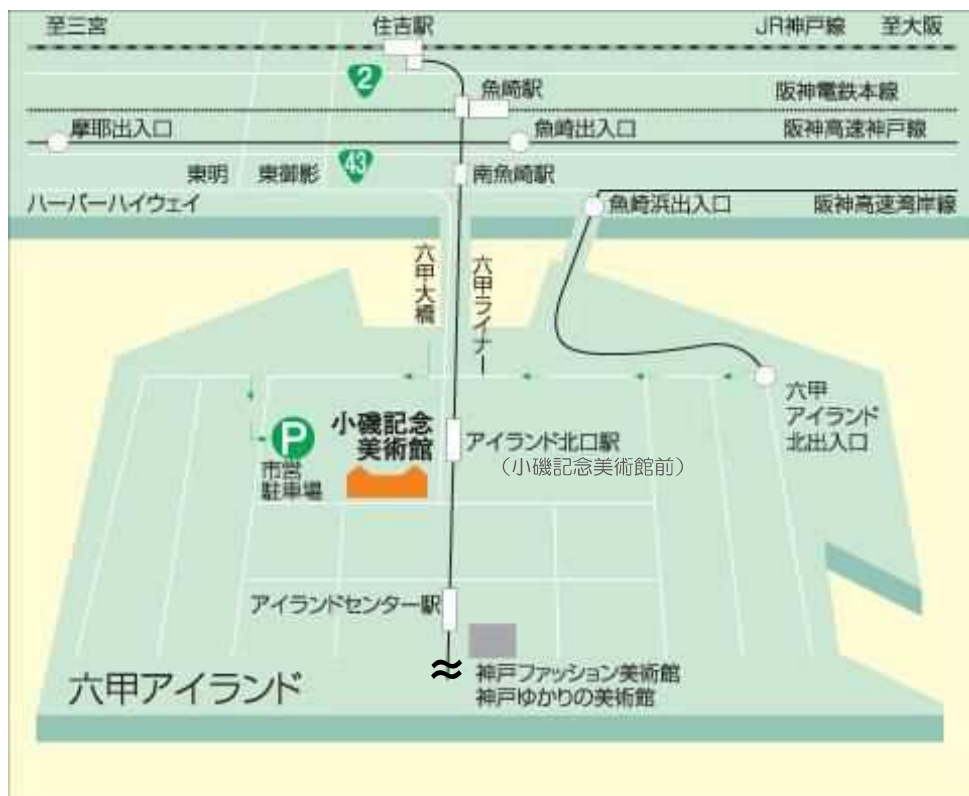 至三宮
住吉駅
JR神戸線
至大阪
2
魚崎駅
阪神電鉄本線
摩耶出入口
魚崎出入口
阪神高速神戸線
43
東明
東御影
南魚崎駅
ハーバーハイウェイ
魚崎浜出入口
阪神高速湾岸線
六甲大橋
六甲ライナー
六甲
アイランド
北出入口
P
市営
駐車場
小磯記念
美術館
アイランド北口駅
（小磯記念美術館前）
アイランドセンター駅
六甲アイランド
神戸ファッション美術館
神戸ゆかりの美術館